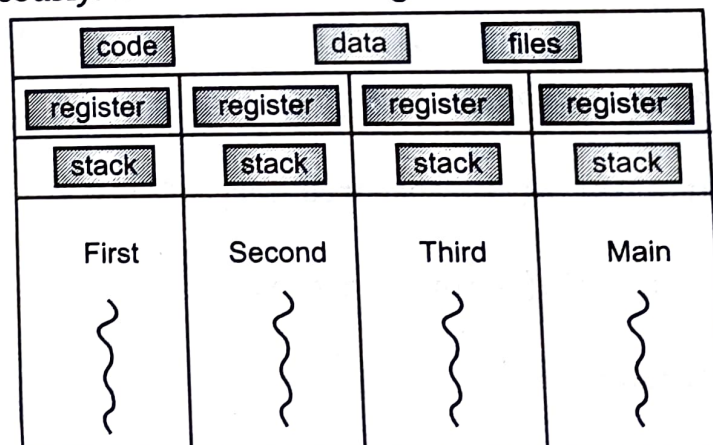 code data files
register register register register
stack stack stack stack
First Second Third Main